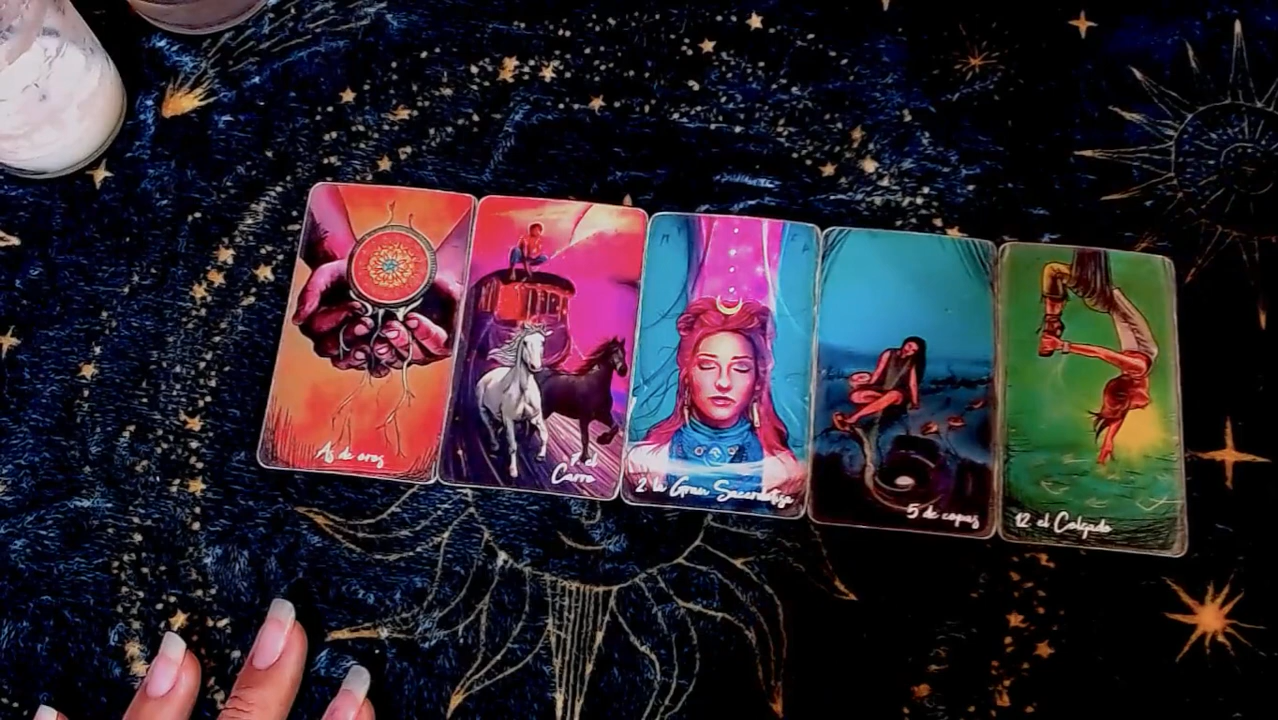 As de oros
7 el
Carro
2 la Gran Sacerdotisa
5 de copas
12 el Colgado